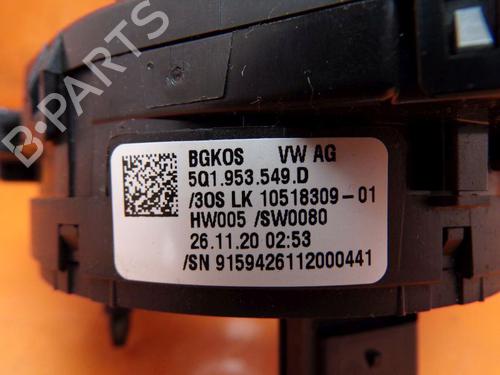 B-PARTS
BGKOS VW AG
5Q1.953.549.D
/3OS LK 10518309-01
HW005 /SW0080
26.11.20 02:53
/SN 9159426112000441